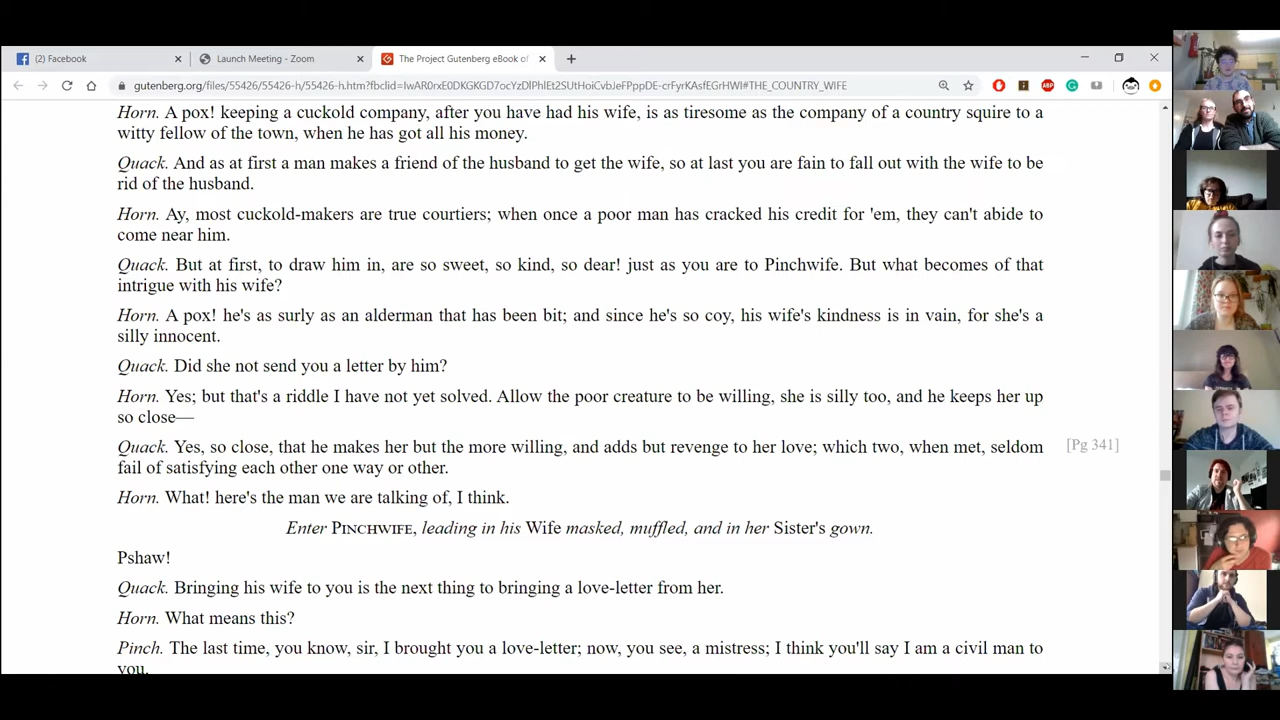 (2) Facebook
Launch Meeting - Zoom
The Project Gutenberg eBook of
gutenberg.org/files/55426/55426-h/55426-h.htm?fbclid=IwAR0rxE0DKGKGD7ocYzDlPhlEt2SUtHoiCvbJeFPppDE-crFyrKAsfEGrHWI#THE_COUNTRY_WIFE
ABP
Horn. A pox! keeping a cuckold company, after you have had his wife, is as tiresome as the company of a country squire to a
witty fellow of the town, when he has got all his money.
Quack. And as at first a man makes a friend of the husband to get the wife, so at last you are fain to fall out with the wife to be
rid of the husband.
Horn. Ay, most cuckold-makers are true courtiers; when once a poor man has cracked his credit for 'em, they can't abide to
come near him.
Quack. But at first, to draw him in, are so sweet, so kind, so dear! just as you are to Pinchwife. But what becomes of that
intrigue with his wife?
Horn. A pox! he's as surly as an alderman that has been bit; and since he's so coy, his wife's kindness is in vain, for she's a
silly innocent.
Quack. Did she not send you a letter by him?
Horn. Yes; but that's a riddle I have not yet solved. Allow the poor creature to be willing, she is silly too, and he keeps her up
so close—
Quack. Yes, so close, that he makes her but the more willing, and adds but revenge to her love; which two, when met, seldom
[Pg 341]
fail of satisfying each other one way or other.
Horn. What! here's the man we are talking of, I think.
Enter PINCHWIFE, leading in his Wife masked, muffled, and in her Sister's gown.
Pshaw!
Quack. Bringing his wife to you is the next thing to bringing a love-letter from her.
Horn. What means this?
Pinch. The last time, you know, sir, I brought you a love-letter; now, you see, a mistress; I think you'll say I am a civil man to
you.